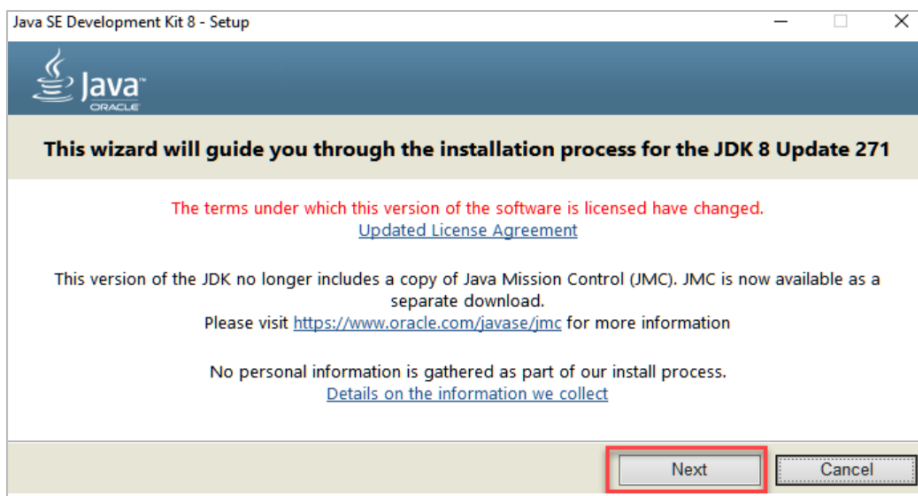 Java SE Development Kit 8 - Setup
Java™
ORACLE
This wizard will guide you through the installation process for the JDK 8 Update 271
The terms under which this version of the software is licensed have changed.
Updated License Agreement
This version of the JDK no longer includes a copy of Java Mission Control (JMC). JMC is now available as a
separate download.
Please visit https://www.oracle.com/javase/jmc for more information
No personal information is gathered as part of our install process.
Details on the information we collect
Next Cancel